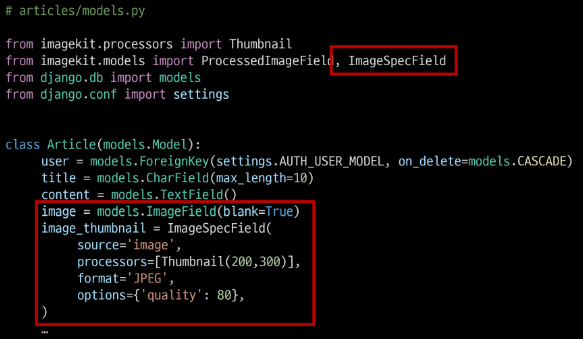 # articles/models.py
from imagekit.processors import Thumbnail
from imagekit.models import ProcessedImageField, ImageSpecField
from django.db import models
from django.conf import settings
class Article(models.Model):
user = models.ForeignKey(settings.AUTH_USER_MODEL, on_delete=models.CASCADE)
title = models.CharField(max_length=10)
content = models.TextField()
image = models.ImageField(blank=True)
image_thumbnail = ImageSpecField(
source='image',
processors=[Thumbnail(200,300)],
format='JPEG',
options={'quality': 80},
)
…